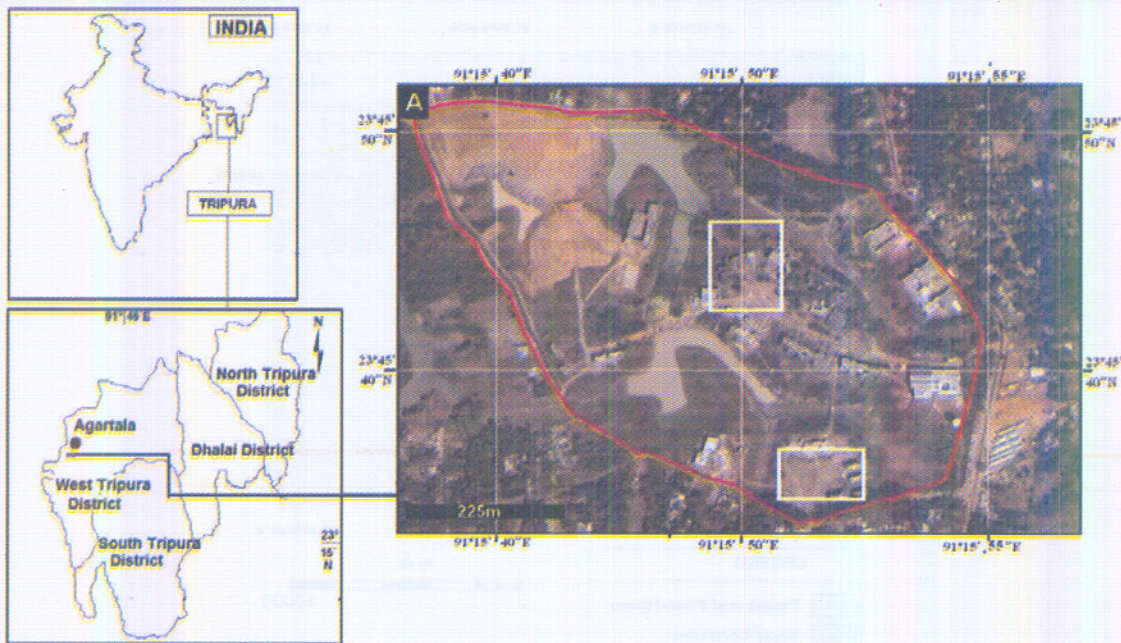 INDIA
TRIPURA
91°15' 40"E
91°15' 50"E
91°15' 55"E
A
23°45'
50"N
23°45'
50"N
23°45'
40"N
23°45'
40"N
a
225m
91°15' 40"E
91°15' 50"E
91°15' 55"E
N
North Tripura
District
Agartala
Dhalai District
West Tripura
District
South Tripura
District
23°
15
N